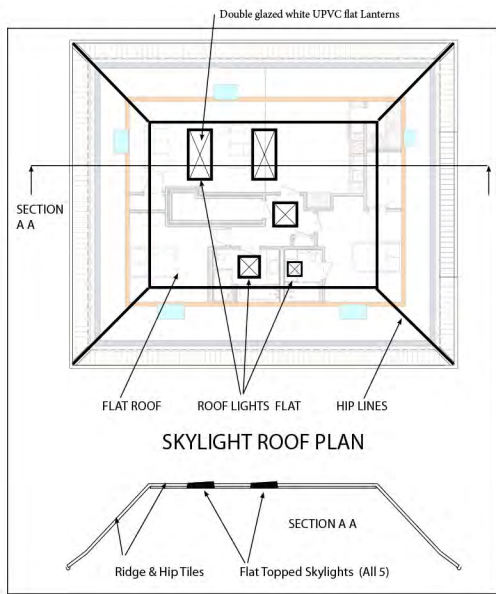 Double glazed white UPVC flat Lanterns
SECTION
A A
FLAT ROOF
ROOF LIGHTS FLAT
HIP LINES
SKYLIGHT ROOF PLAN
SECTION A A
Ridge & Hip Tiles
Flat Topped Skylights (All 5)